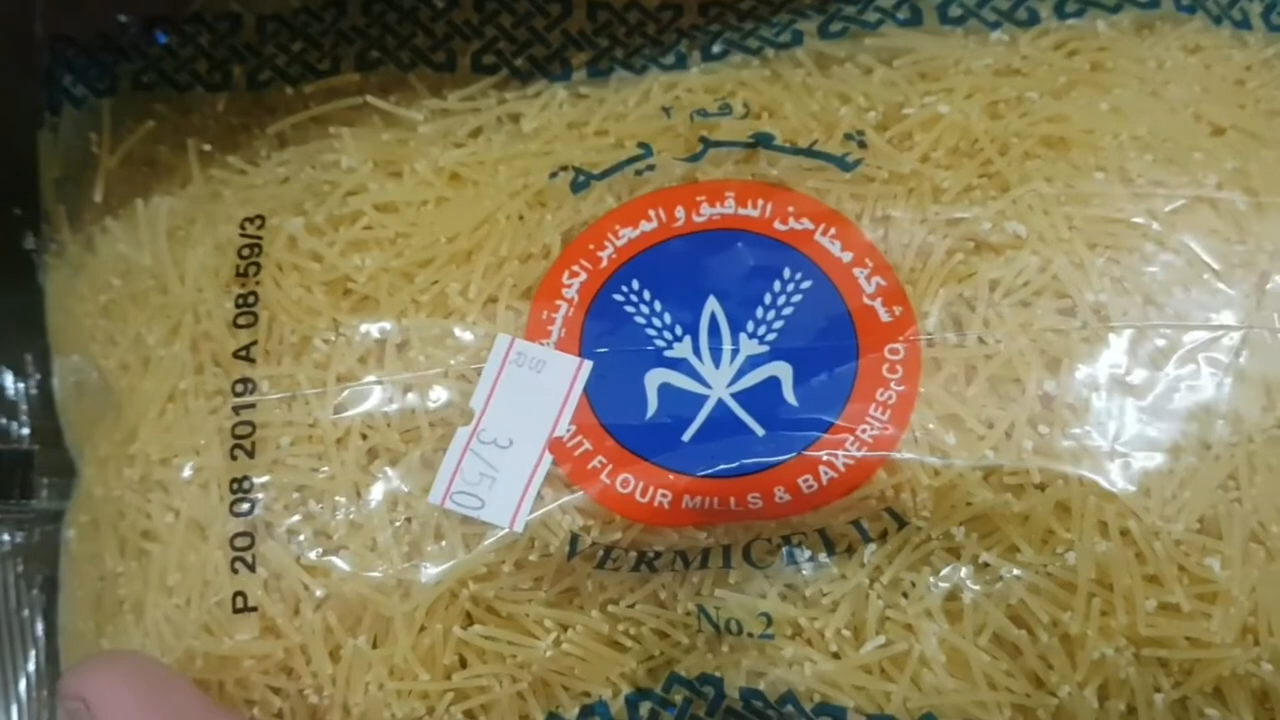 رقم ٢
شعرية
شركة مطاحن الدقيق و المخابز الكويتية
FLOUR MILLS & BAKERIES CO.
3/50
VERMICELLI
No.2
P 20 08 2019 A 08:59/3